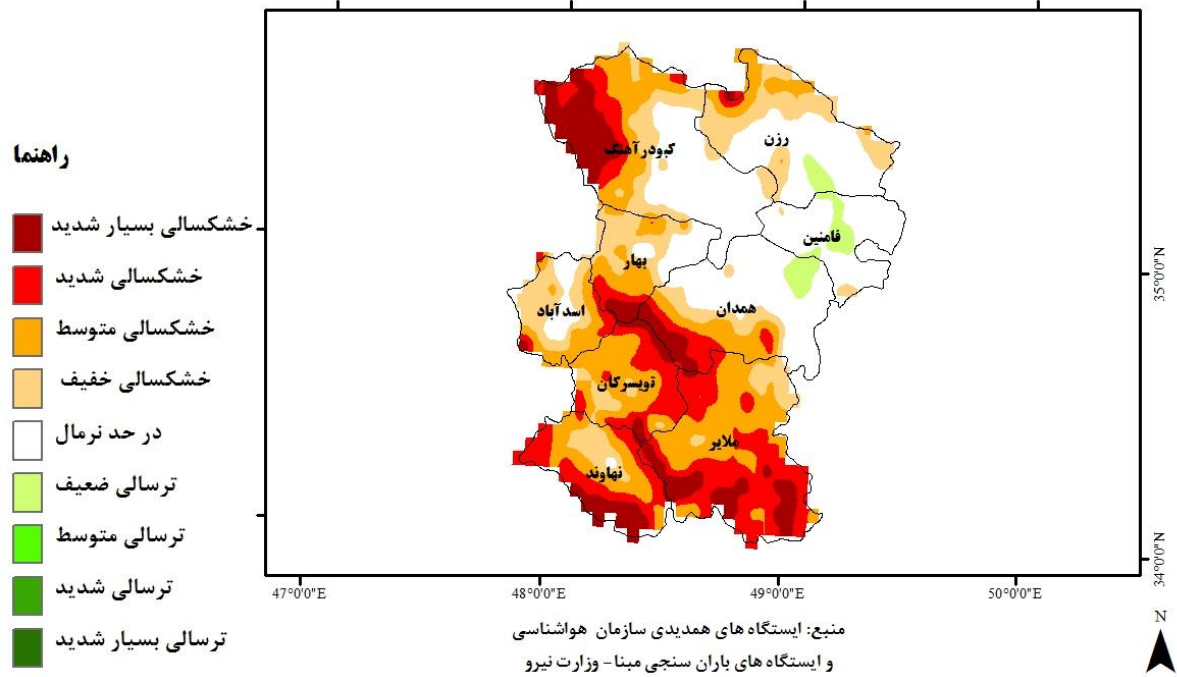 راهنما
خشکسالی بسیار شدید
خشکسالی شدید
خشکسالی متوسط
خشکسالی خفیف
در حد نرمال
ترسالی ضعیف
ترسالی متوسط
ترسالی شدید
ترسالی بسیار شدید
رزن
کبودرآهنگ
فامنین
بهار
همدان
اسدآباد
تویسرکان
ملایر
نهاوند
35°0'0"N
34°0'0"N
47°0'0"E
48°0'0"E
49°0'0"E
50°0'0"E
N
منبع: ایستگاه های همدیدی سازمان هواشناسی
و ایستگاه های باران سنجی مبنا- وزارت نیرو